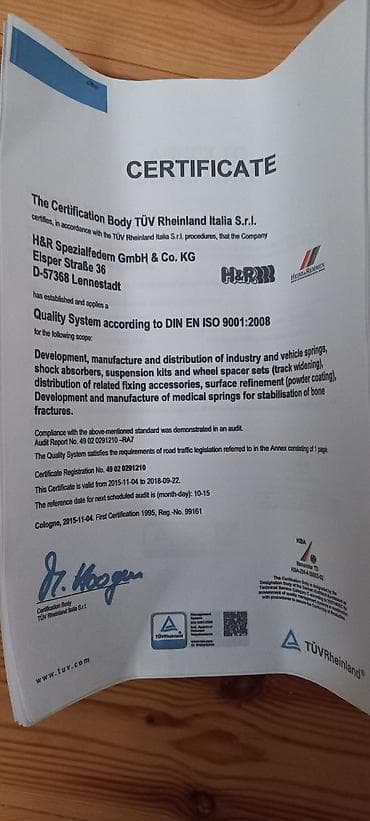 CERTIFICATE
The Certification Body TÜV Rheinland Italia S.r.l.
certifies, in accordance with the TÜV Rheinland Italia S.r.l. procedures, that the Company
H&R Spezialfedern GmbH & Co. KG
Elsper Straße 36
D-57368 Lennestadt
H&R
has established and applies a
Quality System according to DIN EN ISO 9001:2008
for the following scope:
Development, manufacture and distribution of industry and vehicle springs,
shock absorbers, suspension kits and wheel spacer sets (track widening),
distribution of related fixing accessories, surface refinement (powder coating),
Development and manufacture of medical springs for stabilisation of bone
fractures.
Compliance with the above-mentioned standard was demonstrated in an audit.
Audit Report No. 49 02 0291210 -RA7
The Quality System satisfies the requirements of road traffic legislation referred to in the Annex consisting of 1 page.
Certificate Registration No. 49 02 0291210
This Certificate is valid from 2015-11-04 to 2018-09-22.
The reference date for next scheduled audit is (month-day): 10-15
Cologne, 2015-11-04. First Certification 1995, Reg.-No. 99161
KBA
Certification Body
TÜV Rheinland Italia S.r.l.
TÜVRheinland
Management
System
www.tuv.com
TÜVRheinland®